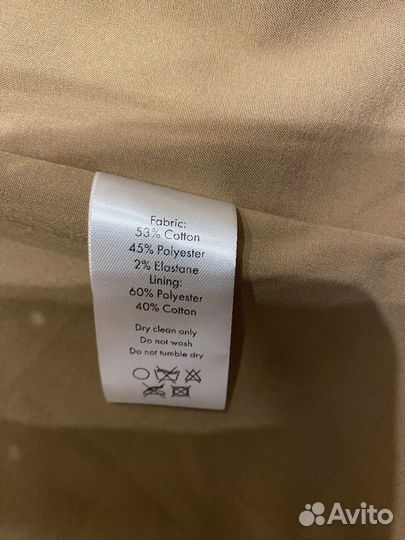 Fabric:
53% Cotton
45% Polyester
2% Elastane
Lining:
60% Polyester
40% Cotton
Dry clean only
Do not wash
Do not tumble dry
Avito